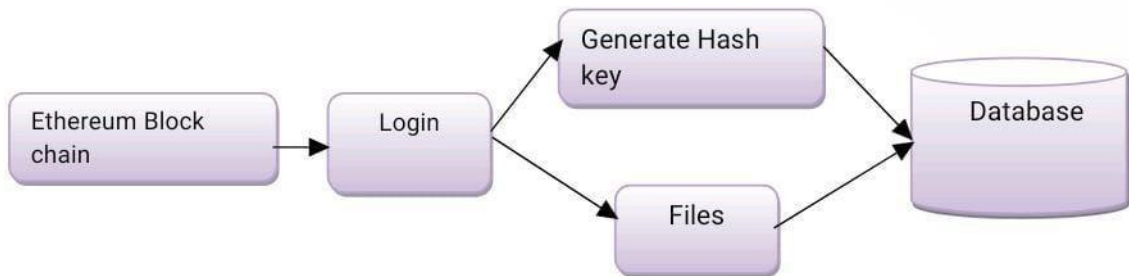 Ethereum Block
chain
Login
Generate Hash
key
Files
Database